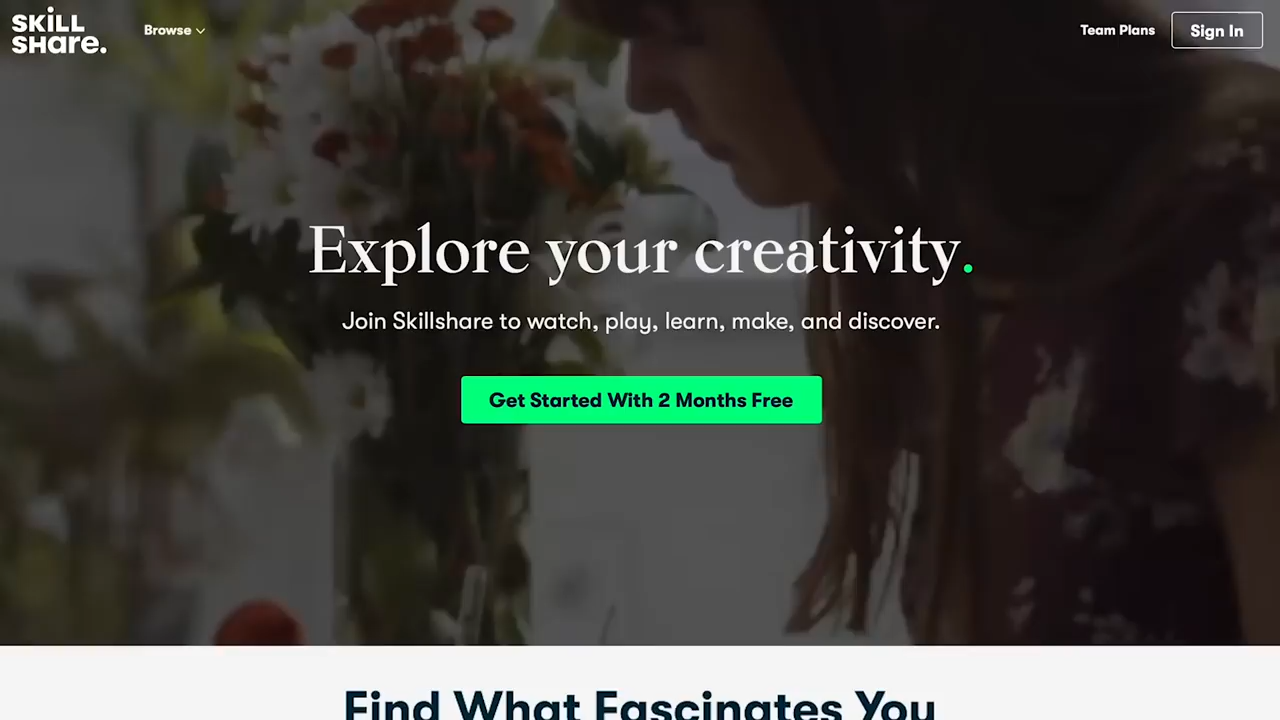 SKILL
SHare.
Browse
Team Plans
Sign In
Explore your creativity.
Join Skillshare to watch, play, learn, make, and discover.
Get Started With 2 Months Free
Find What Fascinates You